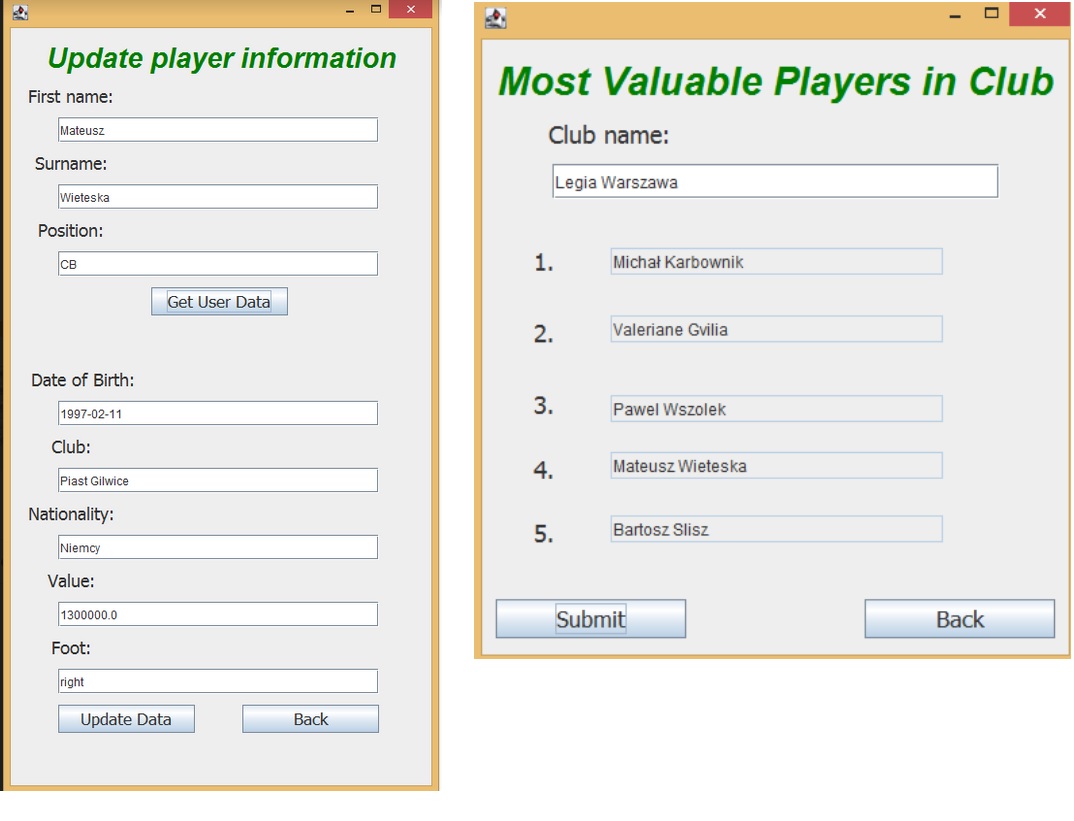 Update player information
First name:
Mateusz
Surname:
Wieteska
Position:
CB
Get User Data
Date of Birth:
1997-02-11
Club:
Piast Gilwice
Nationality:
Niemcy
Value:
1300000.0
Foot:
right
Update Data
Back
Most Valuable Players in Club
Club name:
Legia Warszawa
1. Michał Karbownik
2. Valeriane Gvilia
3. Pawel Wszolek
4. Mateusz Wieteska
5. Bartosz Slisz
Submit
Back